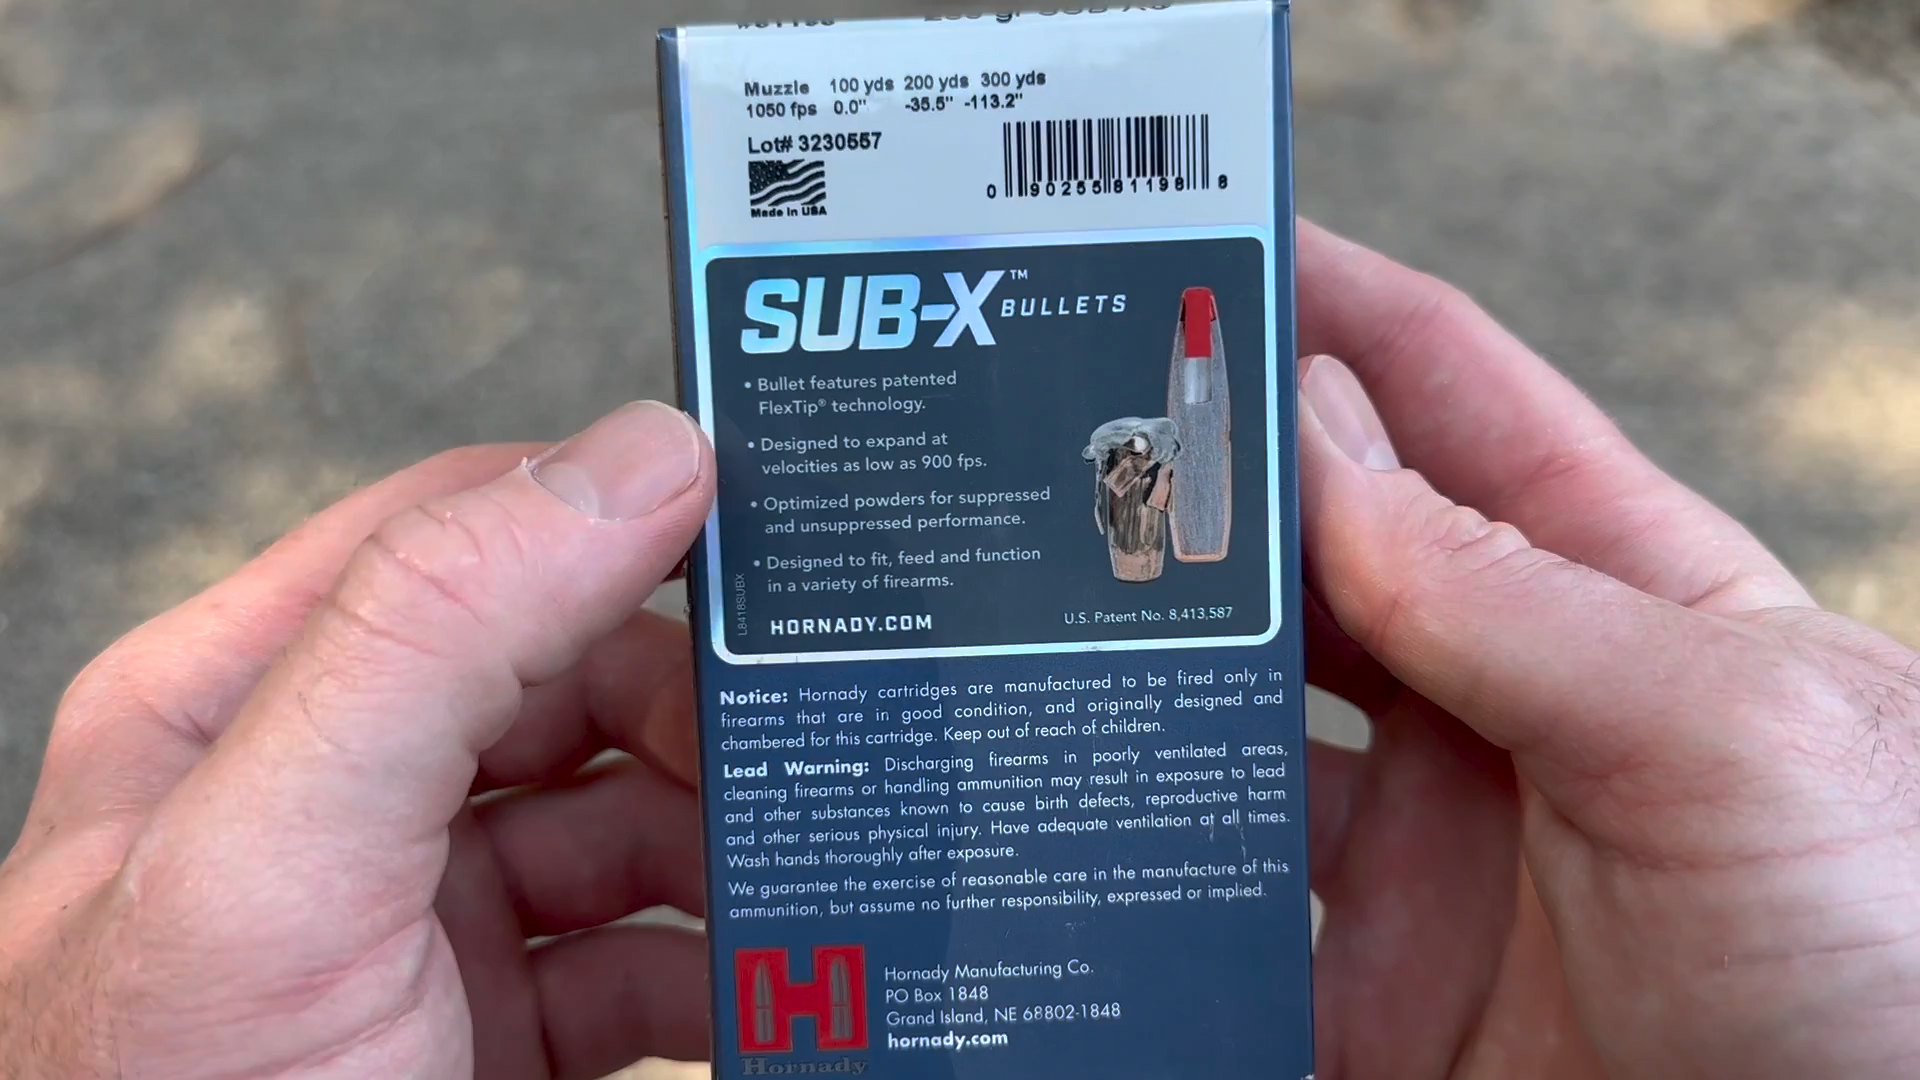 Muzzle 100 yds 200 yds 300 yds
1050 fps 0.0" -35.5" -113.2"
Lot# 3230557
Made in USA
0 90255 81198 8
SUB-X™ BULLETS
• Bullet features patented
FlexTip® technology.
• Designed to expand at
velocities as low as 900 fps.
• Optimized powders for suppressed
and unsuppressed performance.
• Designed to fit, feed and function
in a variety of firearms.
L8418SUBX
HORNADY.COM
U.S. Patent No. 8,413,587
Notice: Hornady cartridges are manufactured to be fired only in
firearms that are in good condition, and originally designed and
chambered for this cartridge. Keep out of reach of children.
Lead Warning: Discharging firearms in poorly ventilated areas,
cleaning firearms or handling ammunition may result in exposure to lead
and other substances known to cause birth defects, reproductive harm
and other serious physical injury. Have adequate ventilation at all times.
Wash hands thoroughly after exposure.
We guarantee the exercise of reasonable care in the manufacture of this
ammunition, but assume no further responsibility, expressed or implied.
H
Hornady
Hornady Manufacturing Co.
PO Box 1848
Grand Island, NE 68802-1848
hornady.com